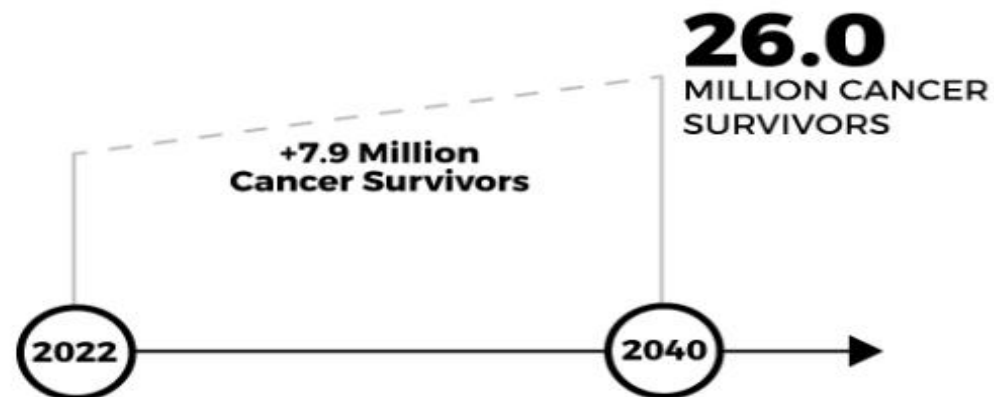 26.0
MILLION CANCER
SURVIVORS
+7.9 Million
Cancer Survivors
2022
2040